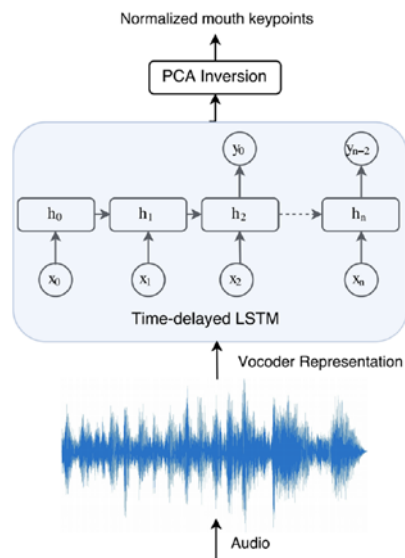 Normalized mouth keypoints
PCA Inversion
y₀ yₙ₋₂
h₀ h₁ h₂ hₙ
x₀ x₁ x₂ xₙ
Time-delayed LSTM
Vocoder Representation
Audio